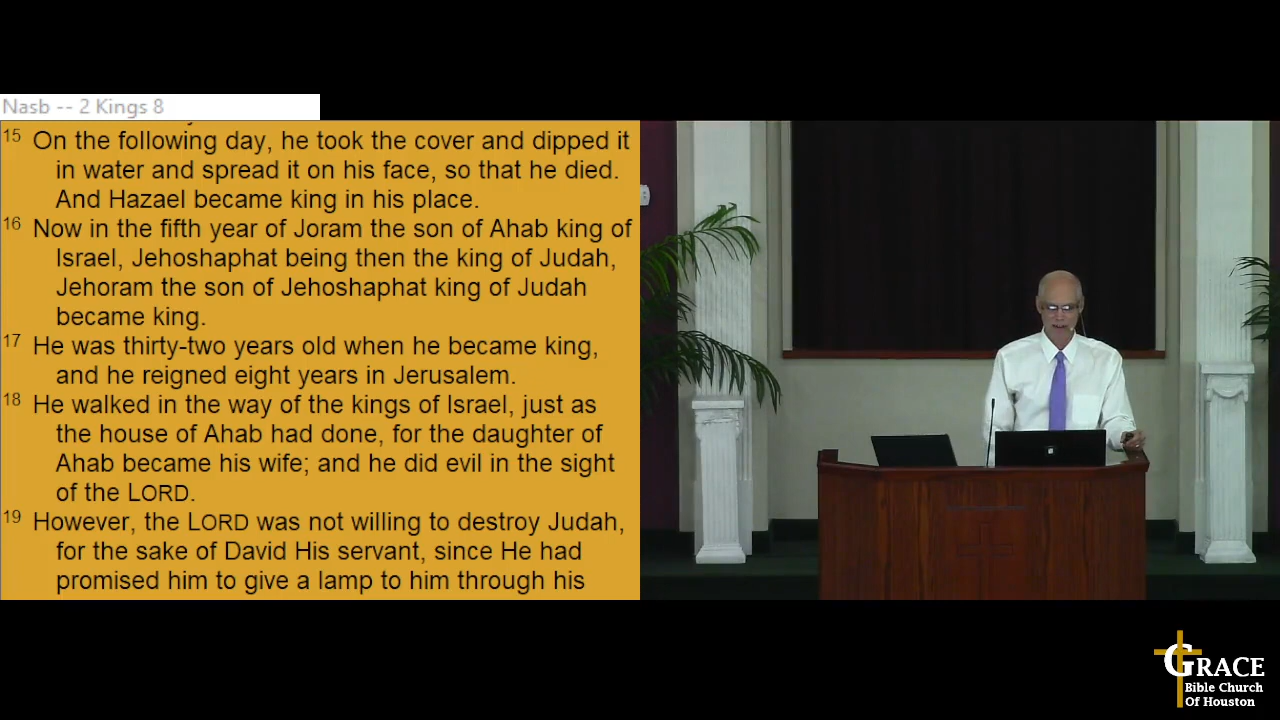 Nasb -- 2 Kings 8
15 On the following day, he took the cover and dipped it
in water and spread it on his face, so that he died.
And Hazael became king in his place.
16 Now in the fifth year of Joram the son of Ahab king of
Israel, Jehoshaphat being then the king of Judah,
Jehoram the son of Jehoshaphat king of Judah
became king.
17 He was thirty-two years old when he became king,
and he reigned eight years in Jerusalem.
18 He walked in the way of the kings of Israel, just as
the house of Ahab had done, for the daughter of
Ahab became his wife; and he did evil in the sight
of the LORD.
19 However, the LORD was not willing to destroy Judah,
for the sake of David His servant, since He had
promised him to give a lamp to him through his
GRACE
Bible Church
Of Houston